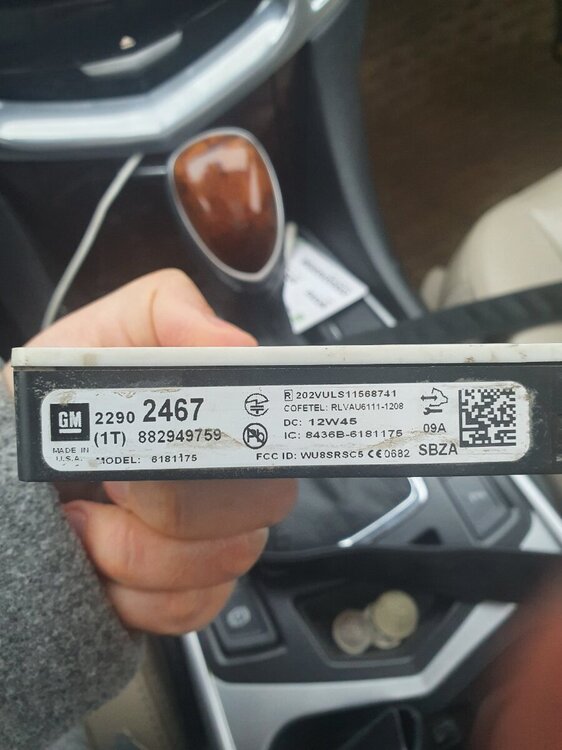 GM
2290 2467
(1T) 882949759
MADE IN
U.S.A.
MODEL: 6181175
R 202VULS11568741
COFETEL: RLVAU6111-1208
DC: 12W45
IC: 8436B-6181175
FCC ID: WU8SRSC5 CE0682
09A
SBZA
Pb